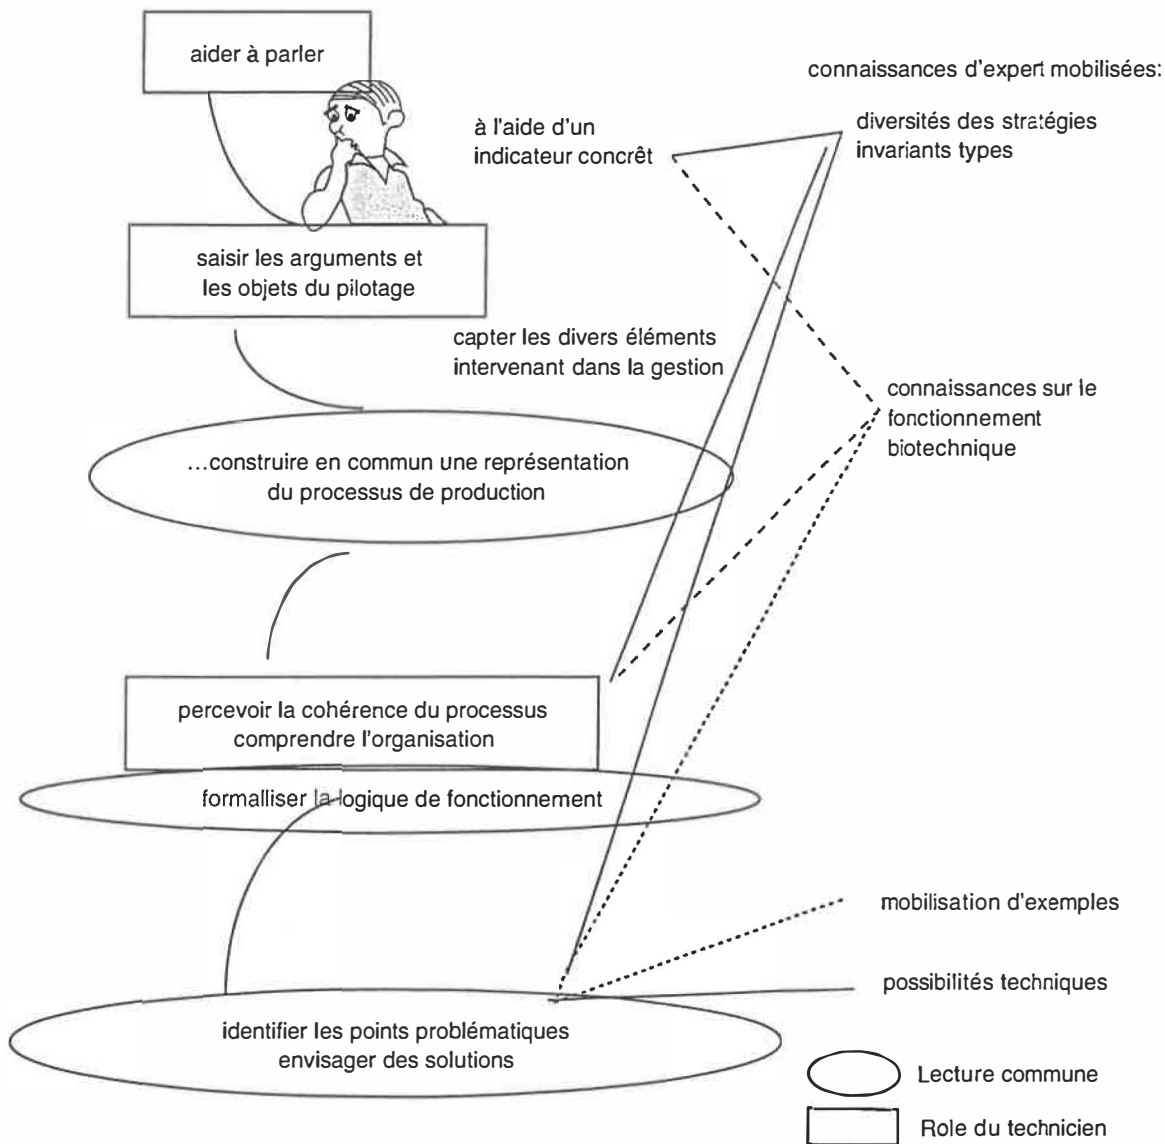 aider à parler
connaissances d'expert mobilisées:
à l'aide d'un
indicateur concrêt
diversités des stratégies
invariants types
saisir les arguments et
les objets du pilotage
capter les divers éléments
intervenant dans la gestion
connaissances sur le
fonctionnement
biotechnique
...construire en commun une représentation
du processus de production
percevoir la cohérence du processus
comprendre l'organisation
formalliser la logique de fonctionnement
mobilisation d'exemples
possibilités techniques
identifier les points problématiques
envisager des solutions
Lecture commune
Role du technicien